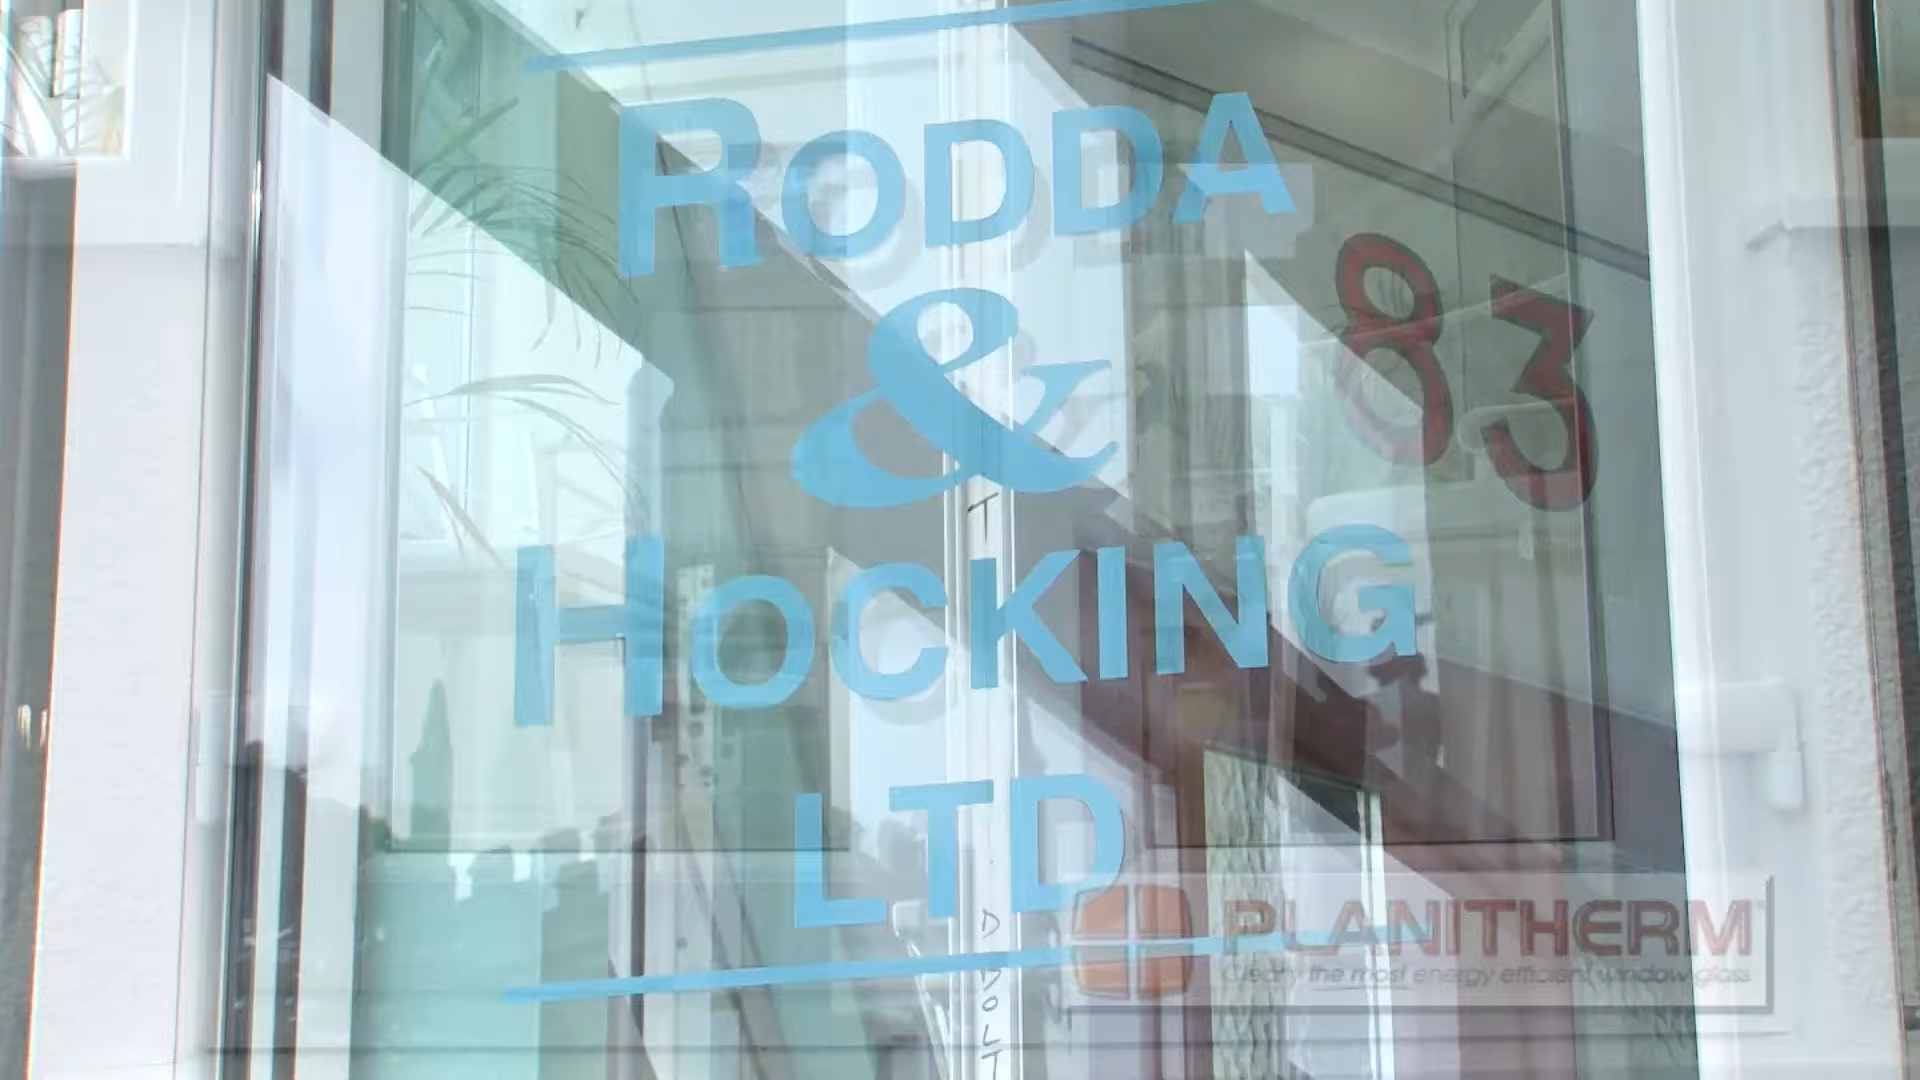 RODDA
&
HOCKING
LTD
83
PLANITHERM
Clearly the most energy efficient window glass